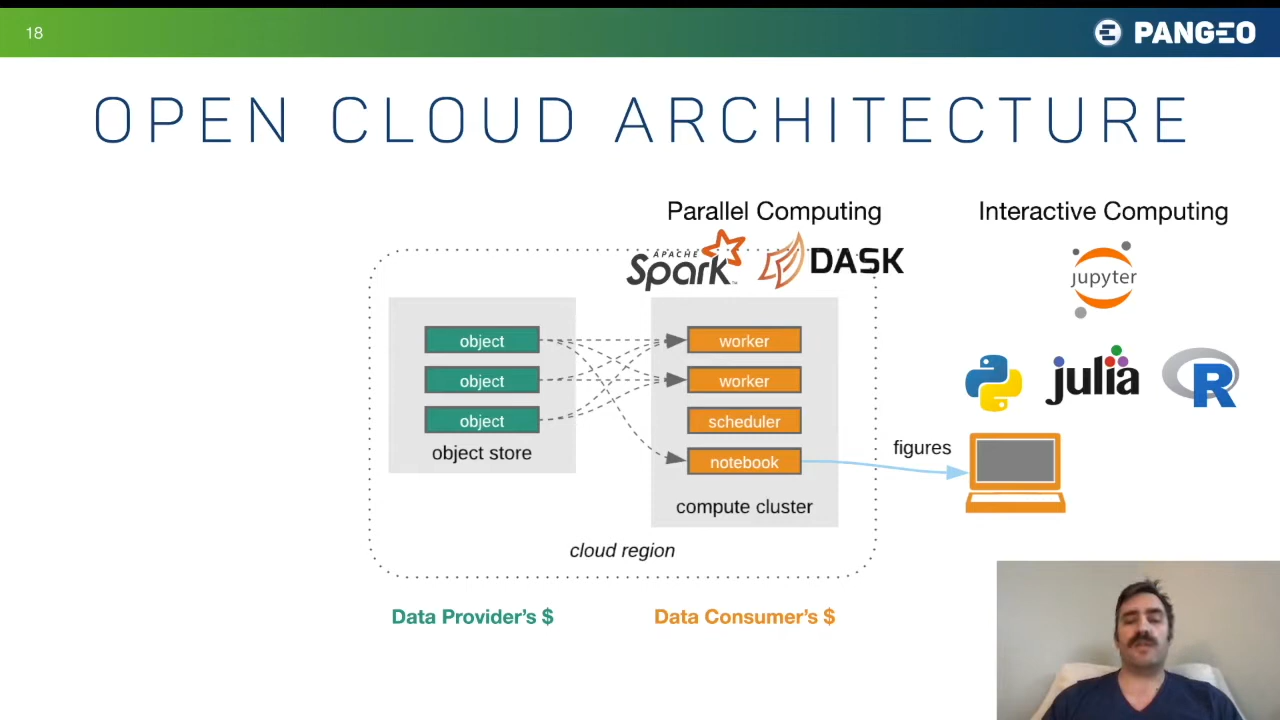 18
PANGEO
OPEN CLOUD ARCHITECTURE
Parallel Computing
Interactive Computing
APACHE
Spark
DASK
jupyter
object
object
object
object store
worker
worker
scheduler
notebook
compute cluster
julia
R
figures
cloud region
Data Provider’s $
Data Consumer’s $